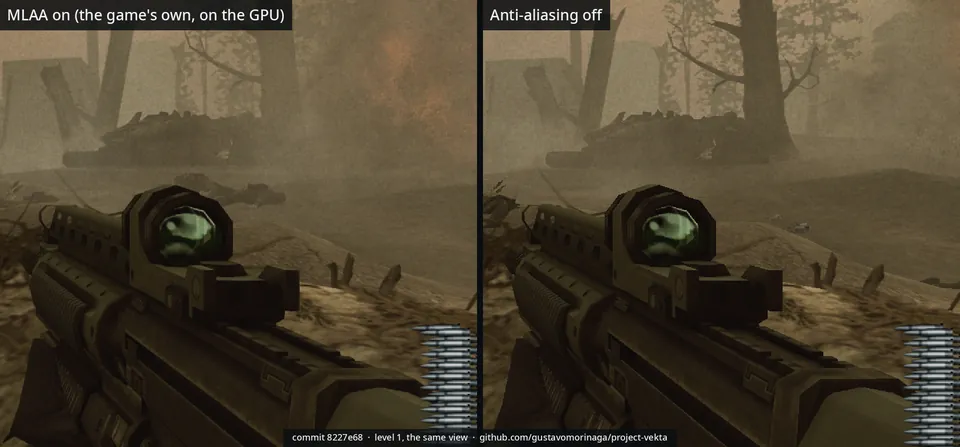 MLAA on (the game's own, on the GPU)
Anti-aliasing off
commit 8227e68 · level 1, the same view · github.com/gustavomorinaga/project-vekta